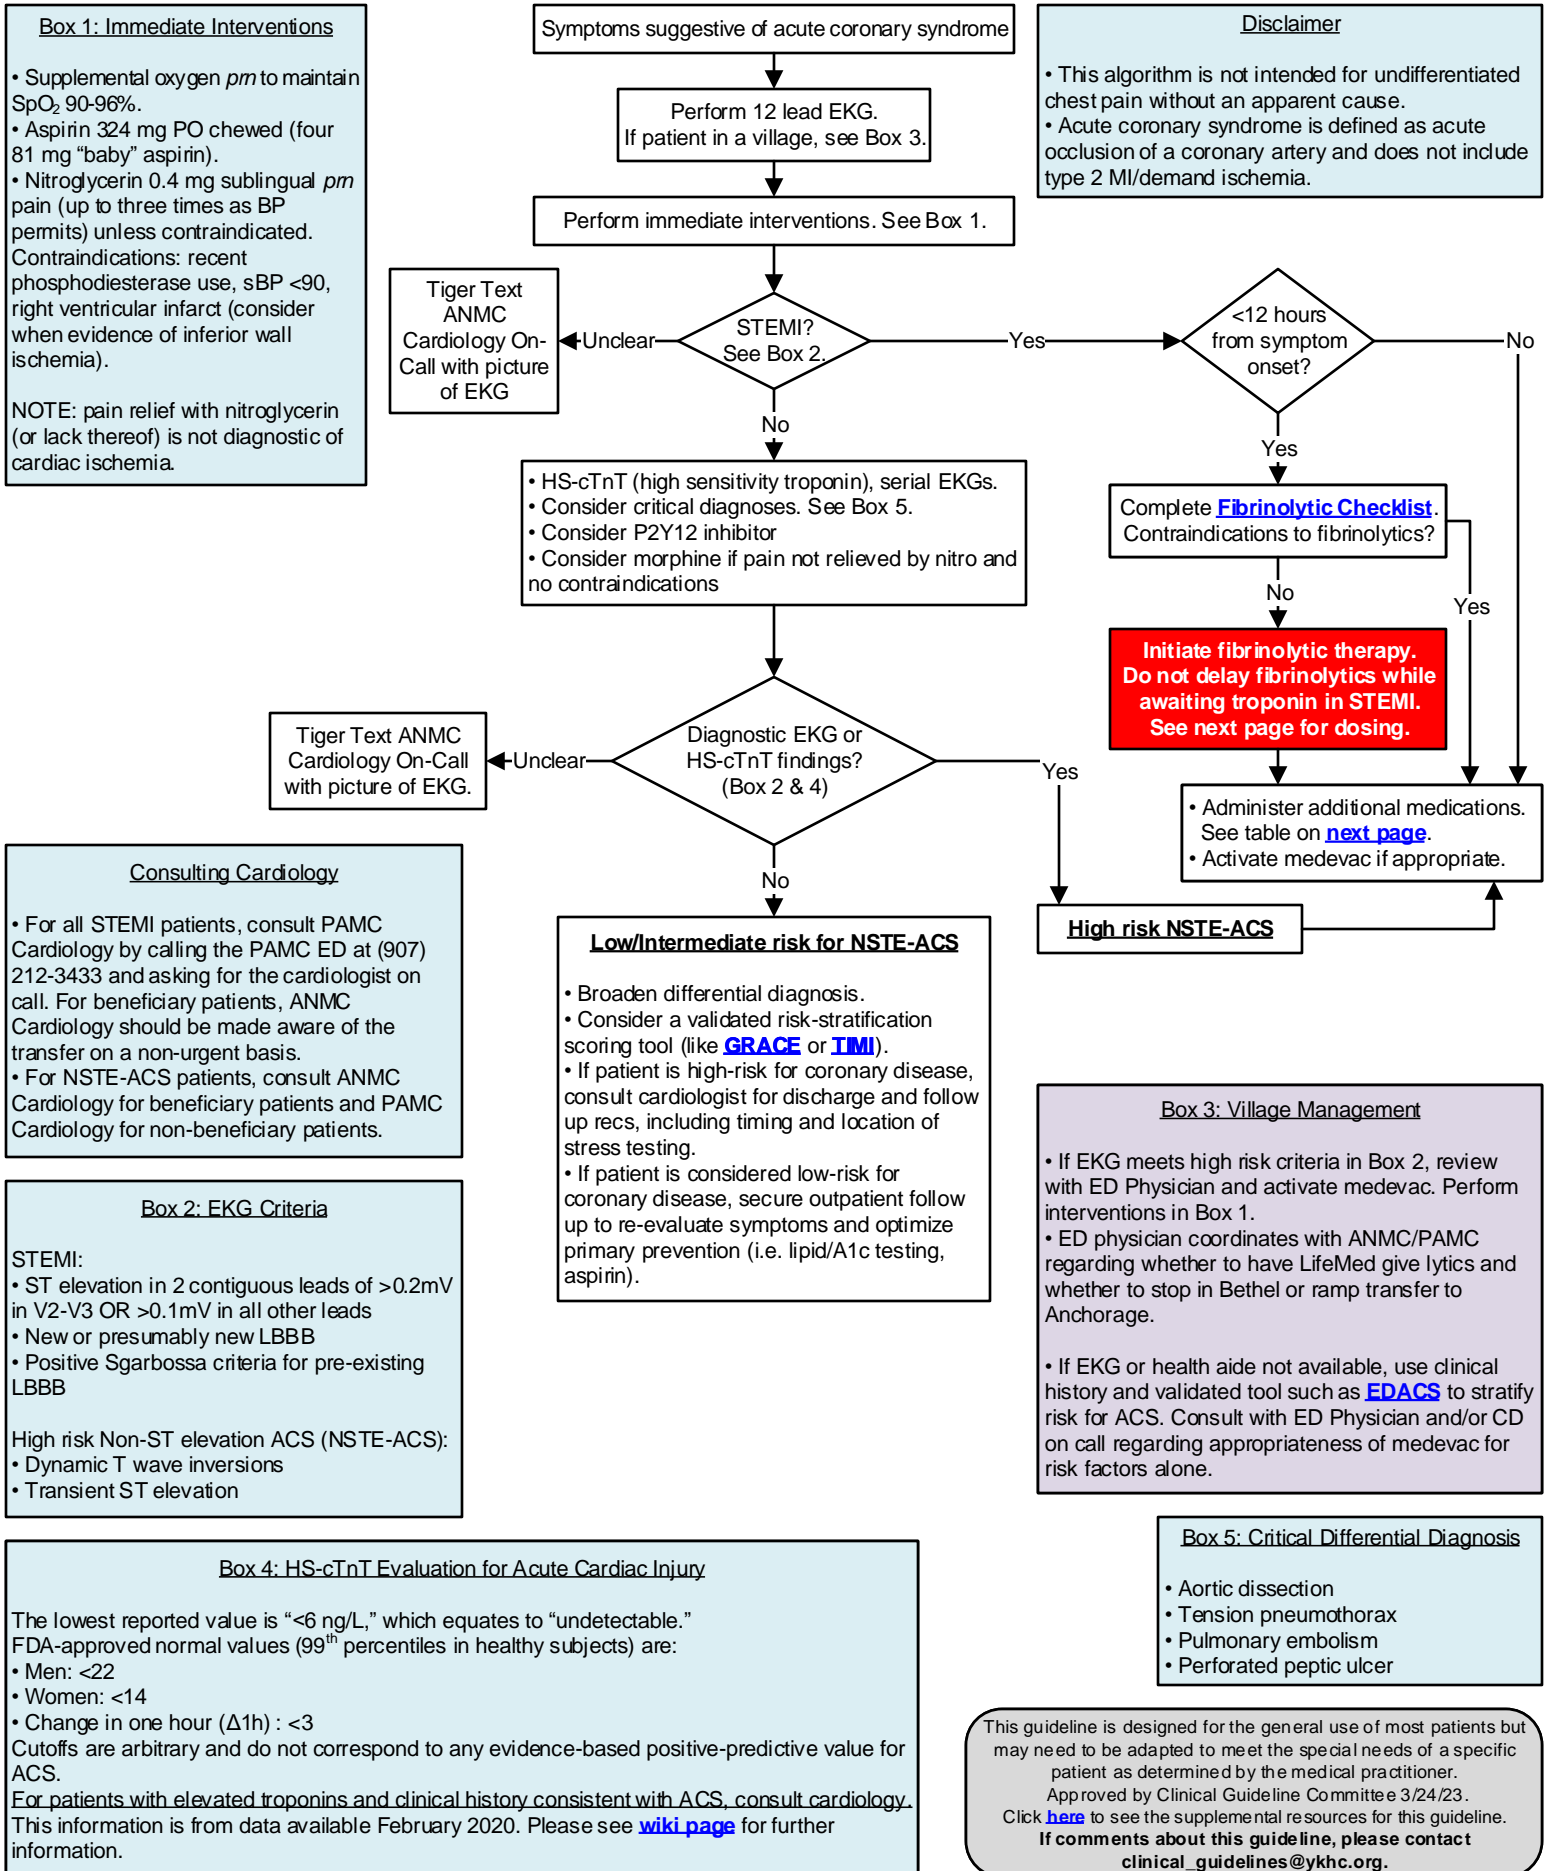 Box 1: Immediate Interventions
• Supplemental oxygen prn to maintain
SpO₂ 90-96%.
• Aspirin 324 mg PO chewed (four
81 mg “baby” aspirin).
• Nitroglycerin 0.4 mg sublingual prn
pain (up to three times as BP
permits) unless contraindicated.
Contraindications: recent
phosphodiesterase use, sBP <90,
right ventricular infarct (consider
when evidence of inferior wall
ischemia).
NOTE: pain relief with nitroglycerin
(or lack thereof) is not diagnostic of
cardiac ischemia.
Symptoms suggestive of acute coronary syndrome
Perform 12 lead EKG.
If patient in a village, see Box 3.
Perform immediate interventions. See Box 1.
Disclaimer
• This algorithm is not intended for undifferentiated
chest pain without an apparent cause.
• Acute coronary syndrome is defined as acute
occlusion of a coronary artery and does not include
type 2 MI/demand ischemia.
Tiger Text
ANMC
Cardiology On-
Call with picture
of EKG
Unclear
STEMI?
See Box 2.
Yes
<12 hours
from symptom
onset?
No
No
Yes
• HS-cTnT (high sensitivity troponin), serial EKGs.
• Consider critical diagnoses. See Box 5.
• Consider P2Y12 inhibitor
• Consider morphine if pain not relieved by nitro and
no contraindications
Complete Fibrinolytic Checklist.
Contraindications to fibrinolytics?
No
Yes
Initiate fibrinolytic therapy.
Do not delay fibrinolytics while
awaiting troponin in STEMI.
See next page for dosing.
Tiger Text ANMC
Cardiology On-Call
with picture of EKG.
Unclear
Diagnostic EKG or
HS-cTnT findings?
(Box 2 & 4)
Yes
No
• Administer additional medications.
See table on next page.
• Activate medevac if appropriate.
High risk NSTE-ACS
Consulting Cardiology
• For all STEMI patients, consult PAMC
Cardiology by calling the PAMC ED at (907)
212-3433 and asking for the cardiologist on
call. For beneficiary patients, ANMC
Cardiology should be made aware of the
transfer on a non-urgent basis.
• For NSTE-ACS patients, consult ANMC
Cardiology for beneficiary patients and PAMC
Cardiology for non-beneficiary patients.
Low/Intermediate risk for NSTE-ACS
• Broaden differential diagnosis.
• Consider a validated risk-stratification
scoring tool (like GRACE or TIMI).
• If patient is high-risk for coronary disease,
consult cardiologist for discharge and follow
up recs, including timing and location of
stress testing.
• If patient is considered low-risk for
coronary disease, secure outpatient follow
up to re-evaluate symptoms and optimize
primary prevention (i.e. lipid/A1c testing,
aspirin).
Box 2: EKG Criteria
STEMI:
• ST elevation in 2 contiguous leads of >0.2mV
in V2-V3 OR >0.1mV in all other leads
• New or presumably new LBBB
• Positive Sgarbossa criteria for pre-existing
LBBB
High risk Non-ST elevation ACS (NSTE-ACS):
• Dynamic T wave inversions
• Transient ST elevation
Box 3: Village Management
• If EKG meets high risk criteria in Box 2, review
with ED Physician and activate medevac. Perform
interventions in Box 1.
• ED physician coordinates with ANMC/PAMC
regarding whether to have LifeMed give lytics and
whether to stop in Bethel or ramp transfer to
Anchorage.
• If EKG or health aide not available, use clinical
history and validated tool such as EDACS to stratify
risk for ACS. Consult with ED Physician and/or CD
on call regarding appropriateness of medevac for
risk factors alone.
Box 4: HS-cTnT Evaluation for Acute Cardiac Injury
The lowest reported value is “<6 ng/L,” which equates to “undetectable.”
FDA-approved normal values (99th percentiles in healthy subjects) are:
• Men: <22
• Women: <14
• Change in one hour (Δ1h) : <3
Cutoffs are arbitrary and do not correspond to any evidence-based positive-predictive value for
ACS.
For patients with elevated troponins and clinical history consistent with ACS, consult cardiology.
This information is from data available February 2020. Please see wiki page for further
information.
Box 5: Critical Differential Diagnosis
• Aortic dissection
• Tension pneumothorax
• Pulmonary embolism
• Perforated peptic ulcer
This guideline is designed for the general use of most patients but
may need to be adapted to meet the special needs of a specific
patient as determined by the medical practitioner.
Approved by Clinical Guideline Committee 3/24/23.
Click here to see the supplemental resources for this guideline.
If comments about this guideline, please contact
clinical_guidelines@ykhc.org.